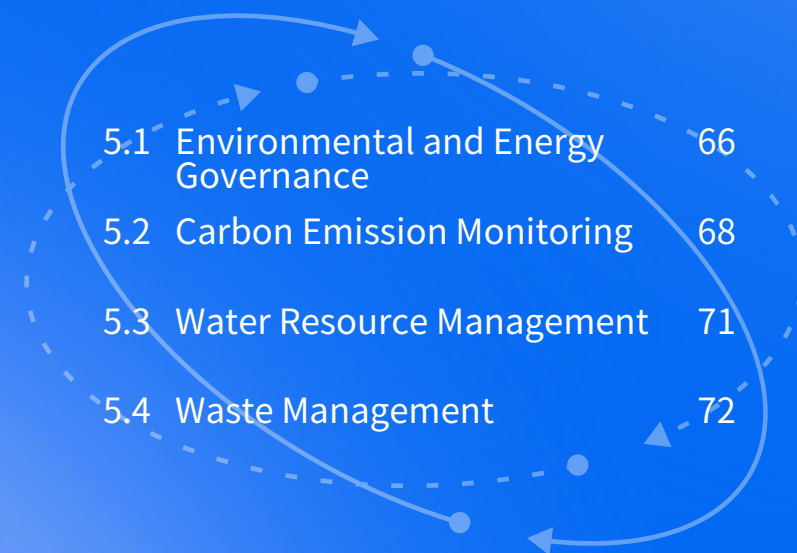 5.1 Environmental and Energy 66
Governance
5.2 Carbon Emission Monitoring 68
5.3 Water Resource Management 71
5.4 Waste Management 72